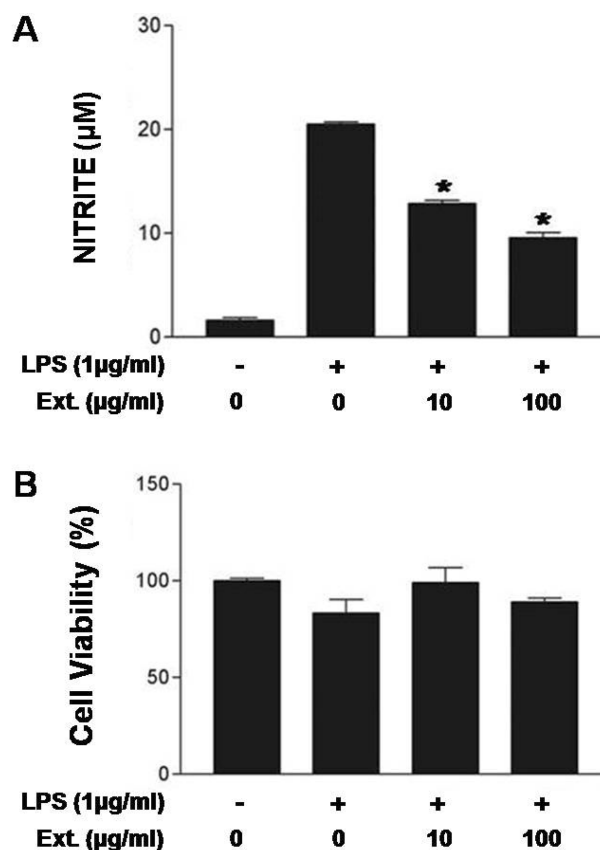 A
30
20
10
0
NITRITE (µM)
*
*
LPS (1µg/ml) - + + +
Ext. (µg/ml) 0 0 10 100
B
150
100
50
0
Cell Viability (%)
LPS (1µg/ml) - + + +
Ext. (µg/ml) 0 0 10 100